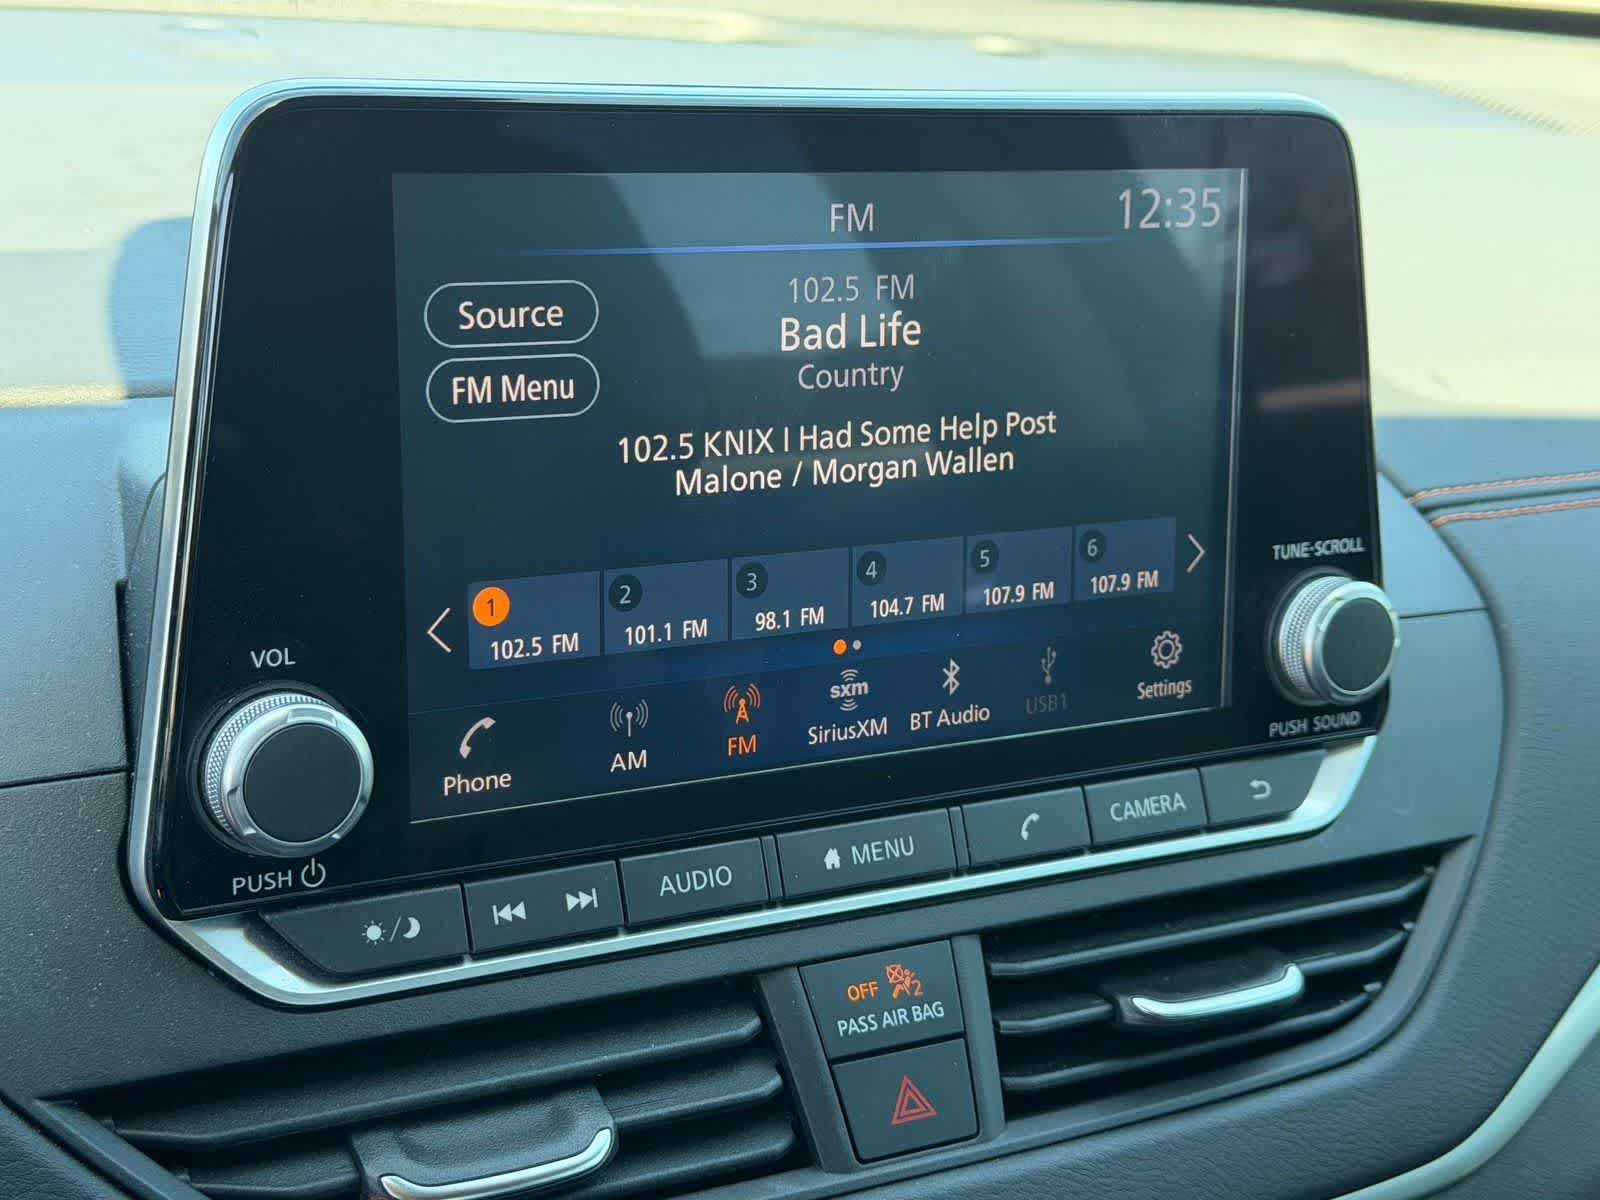 FM
12:35
Source
FM Menu
102.5 FM
Bad Life
Country
102.5 KNIX I Had Some Help Post
Malone / Morgan Wallen
1
102.5 FM
2
101.1 FM
3
98.1 FM
4
104.7 FM
5
107.9 FM
6
107.9 FM
Phone
AM
FM
sxm
SiriusXM
BT Audio
USB1
Settings
VOL
PUSH
TUNE·SCROLL
PUSH SOUND
AUDIO
MENU
CAMERA
OFF 2
PASS AIR BAG